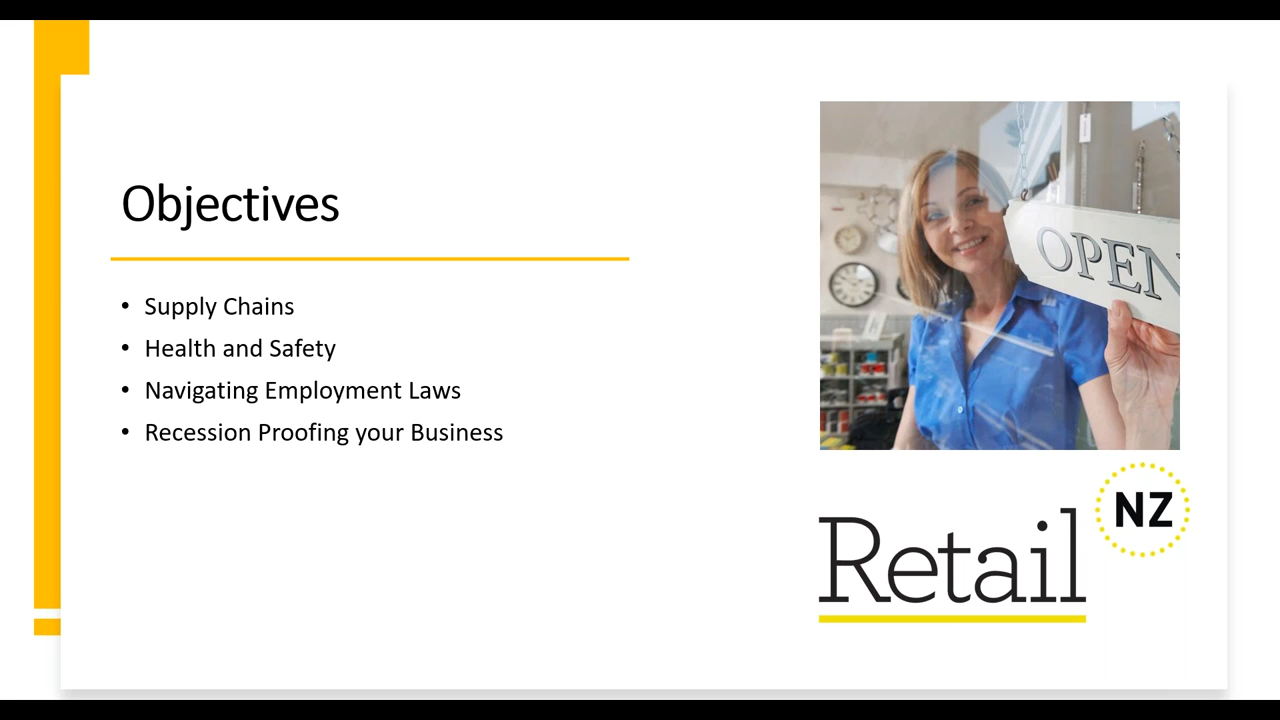 Objectives
• Supply Chains
• Health and Safety
• Navigating Employment Laws
• Recession Proofing your Business
OPEN
Retail NZ